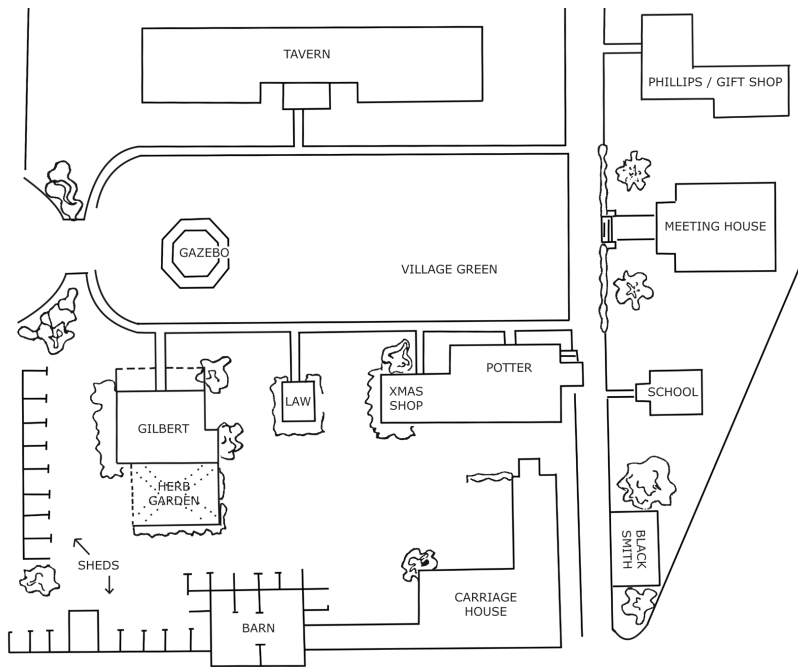 TAVERN
PHILLIPS / GIFT SHOP
GAZEBO
MEETING HOUSE
VILLAGE GREEN
POTTER
XMAS
SHOP
LAW
SCHOOL
GILBERT
HERB
GARDEN
BLACK
SMITH
SHEDS
CARRIAGE
HOUSE
BARN